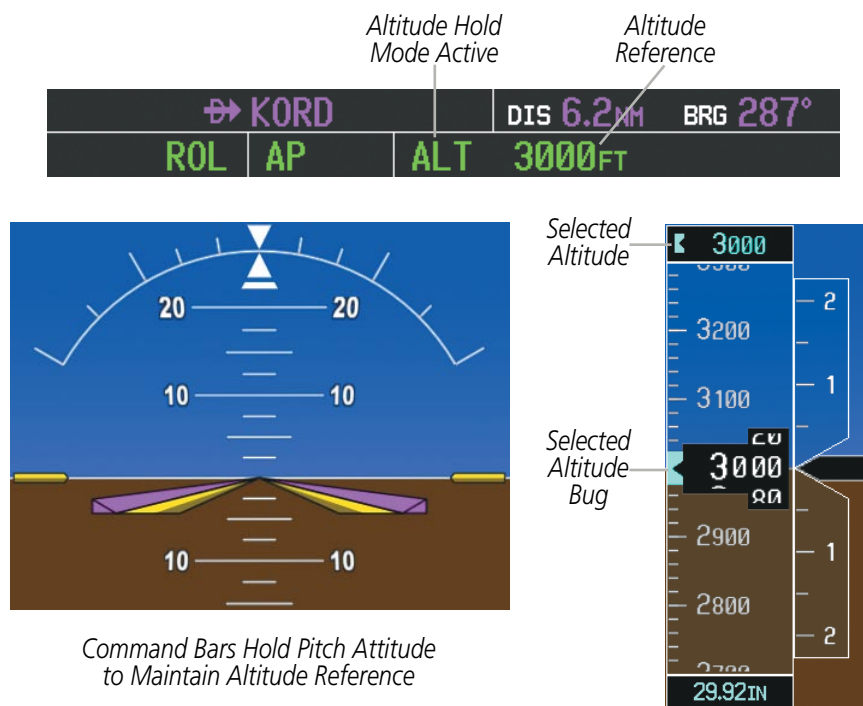 Altitude Hold
Mode Active
Altitude
Reference
D KORD
DIS 6.2NM BRG 287°
ROL AP ALT 3000FT
20 20
10 10
10 10
Command Bars Hold Pitch Attitude
to Maintain Altitude Reference
Selected
Altitude
3000
3200
3100
Selected
Altitude
Bug
3000
2900
2800
29.92IN
2
1
1
2